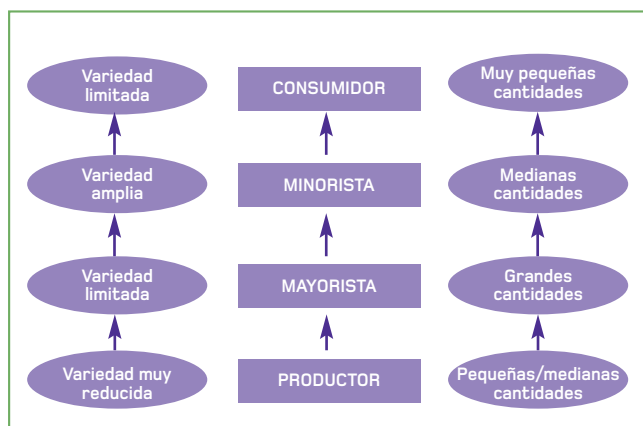 Variedad
limitada
CONSUMIDOR
Muy pequeñas
cantidades
Variedad
amplia
MINORISTA
Medianas
cantidades
Variedad
limitada
MAYORISTA
Grandes
cantidades
Variedad muy
reducida
PRODUCTOR
Pequeñas/medianas
cantidades